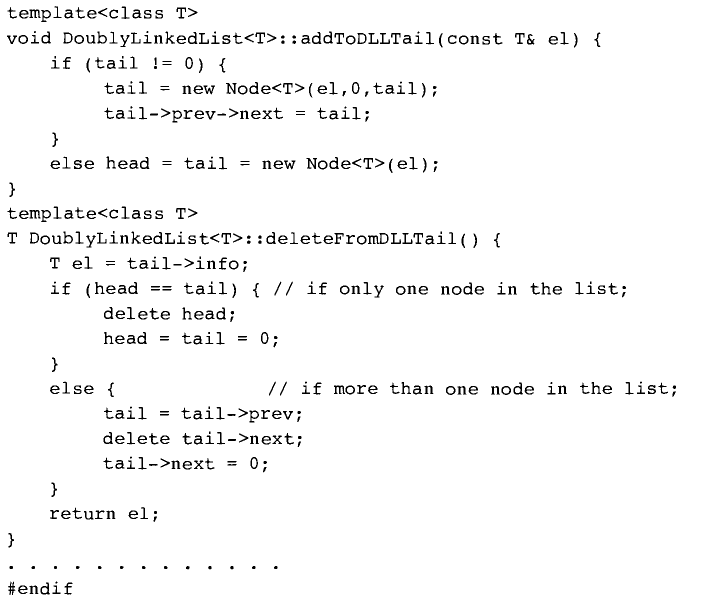 template<class T>
void DoublyLinkedList<T>::addToDLLTail(const T& el) {
    if (tail != 0) {
         tail = new Node<T>(el,0,tail);
         tail->prev->next = tail;
    }
    else head = tail = new Node<T>(el);
}
template<class T>
T DoublyLinkedList<T>::deleteFromDLLTail() {
    T el = tail->info;
    if (head == tail) { // if only one node in the list;
         delete head;
         head = tail = 0;
    }
    else {              // if more than one node in the list;
         tail = tail->prev;
         delete tail->next;
         tail->next = 0;
    }
    return el;
}
. . . . . . . . . . . . .
#endif